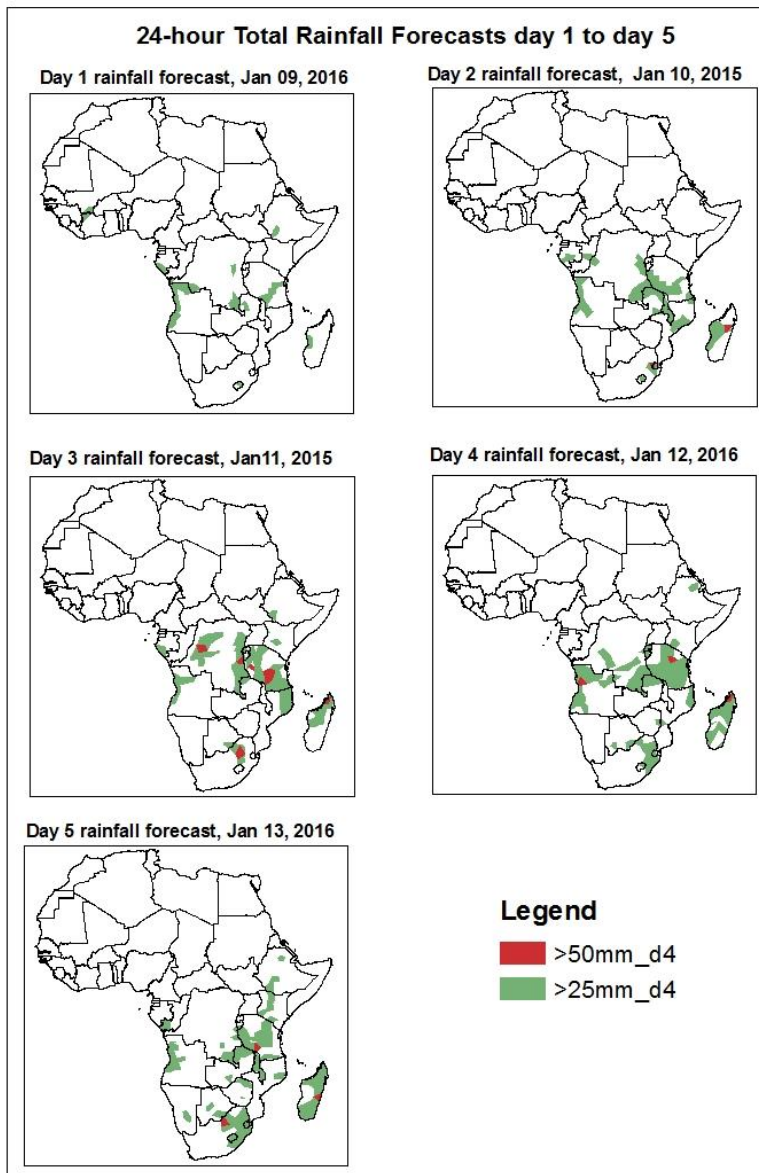 24-hour Total Rainfall Forecasts day 1 to day 5
Day 1 rainfall forecast, Jan 09, 2016
Day 2 rainfall forecast, Jan 10, 2015
Day 3 rainfall forecast, Jan11, 2015
Day 4 rainfall forecast, Jan 12, 2016
Day 5 rainfall forecast, Jan 13, 2016
Legend
>50mm_d4
>25mm_d4